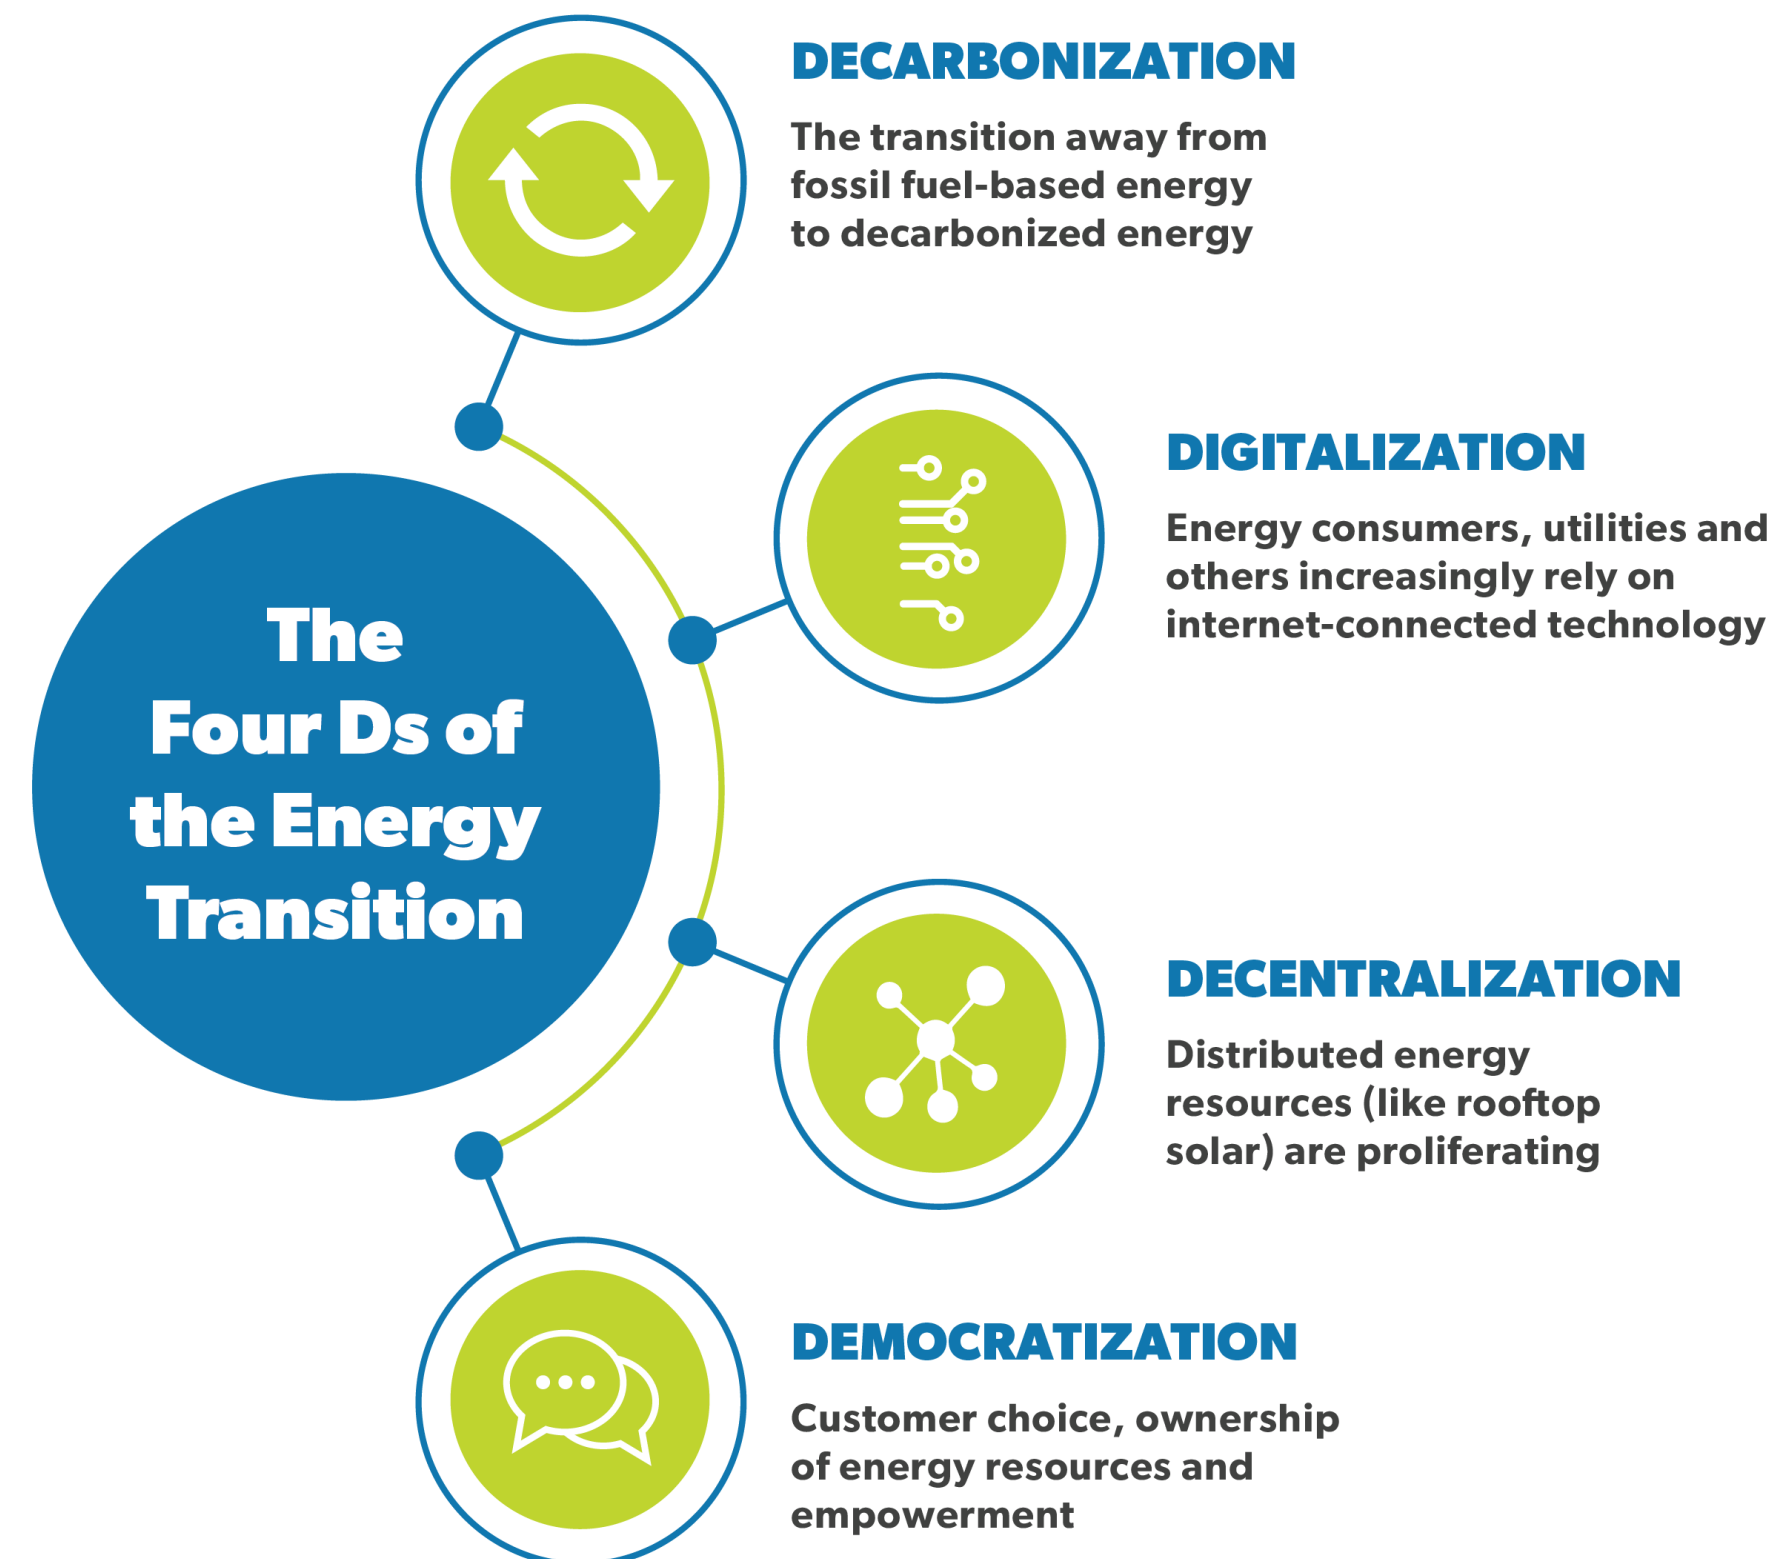 The
Four Ds of
the Energy
Transition
DECARBONIZATION
The transition away from
fossil fuel-based energy
to decarbonized energy
DIGITALIZATION
Energy consumers, utilities and
others increasingly rely on
internet-connected technology
DECENTRALIZATION
Distributed energy
resources (like rooftop
solar) are proliferating
DEMOCRATIZATION
Customer choice, ownership
of energy resources and
empowerment